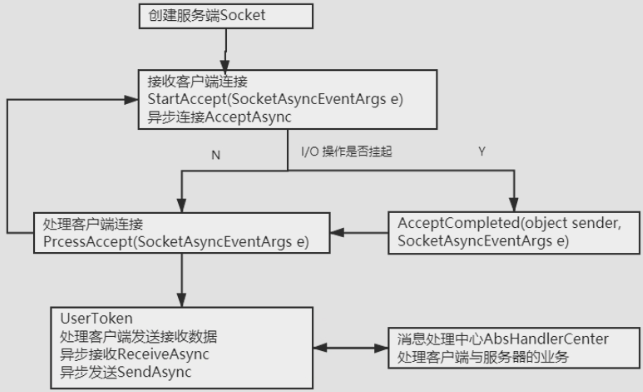 创建服务端Socket
接收客户端连接
StartAccept(SocketAsyncEventArgs e)
异步连接AcceptAsync
N
I/O 操作是否挂起
Y
处理客户端连接
PrcessAccept(SocketAsyncEventArgs e)
AcceptCompleted(object sender,
SocketAsyncEventArgs e)
UserToken
处理客户端发送接收数据
异步接收ReceiveAsync
异步发送SendAsync
消息处理中心AbsHandlerCenter
处理客户端与服务器的业务